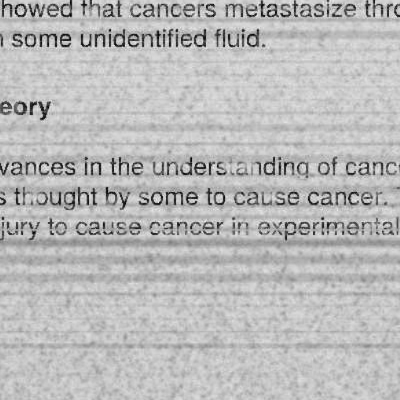 howed that cancers metastasize thro
some unidentified fluid.
eory
vances in the understanding of canc
s thought by some to cause cancer.
jury to cause cancer in experimental